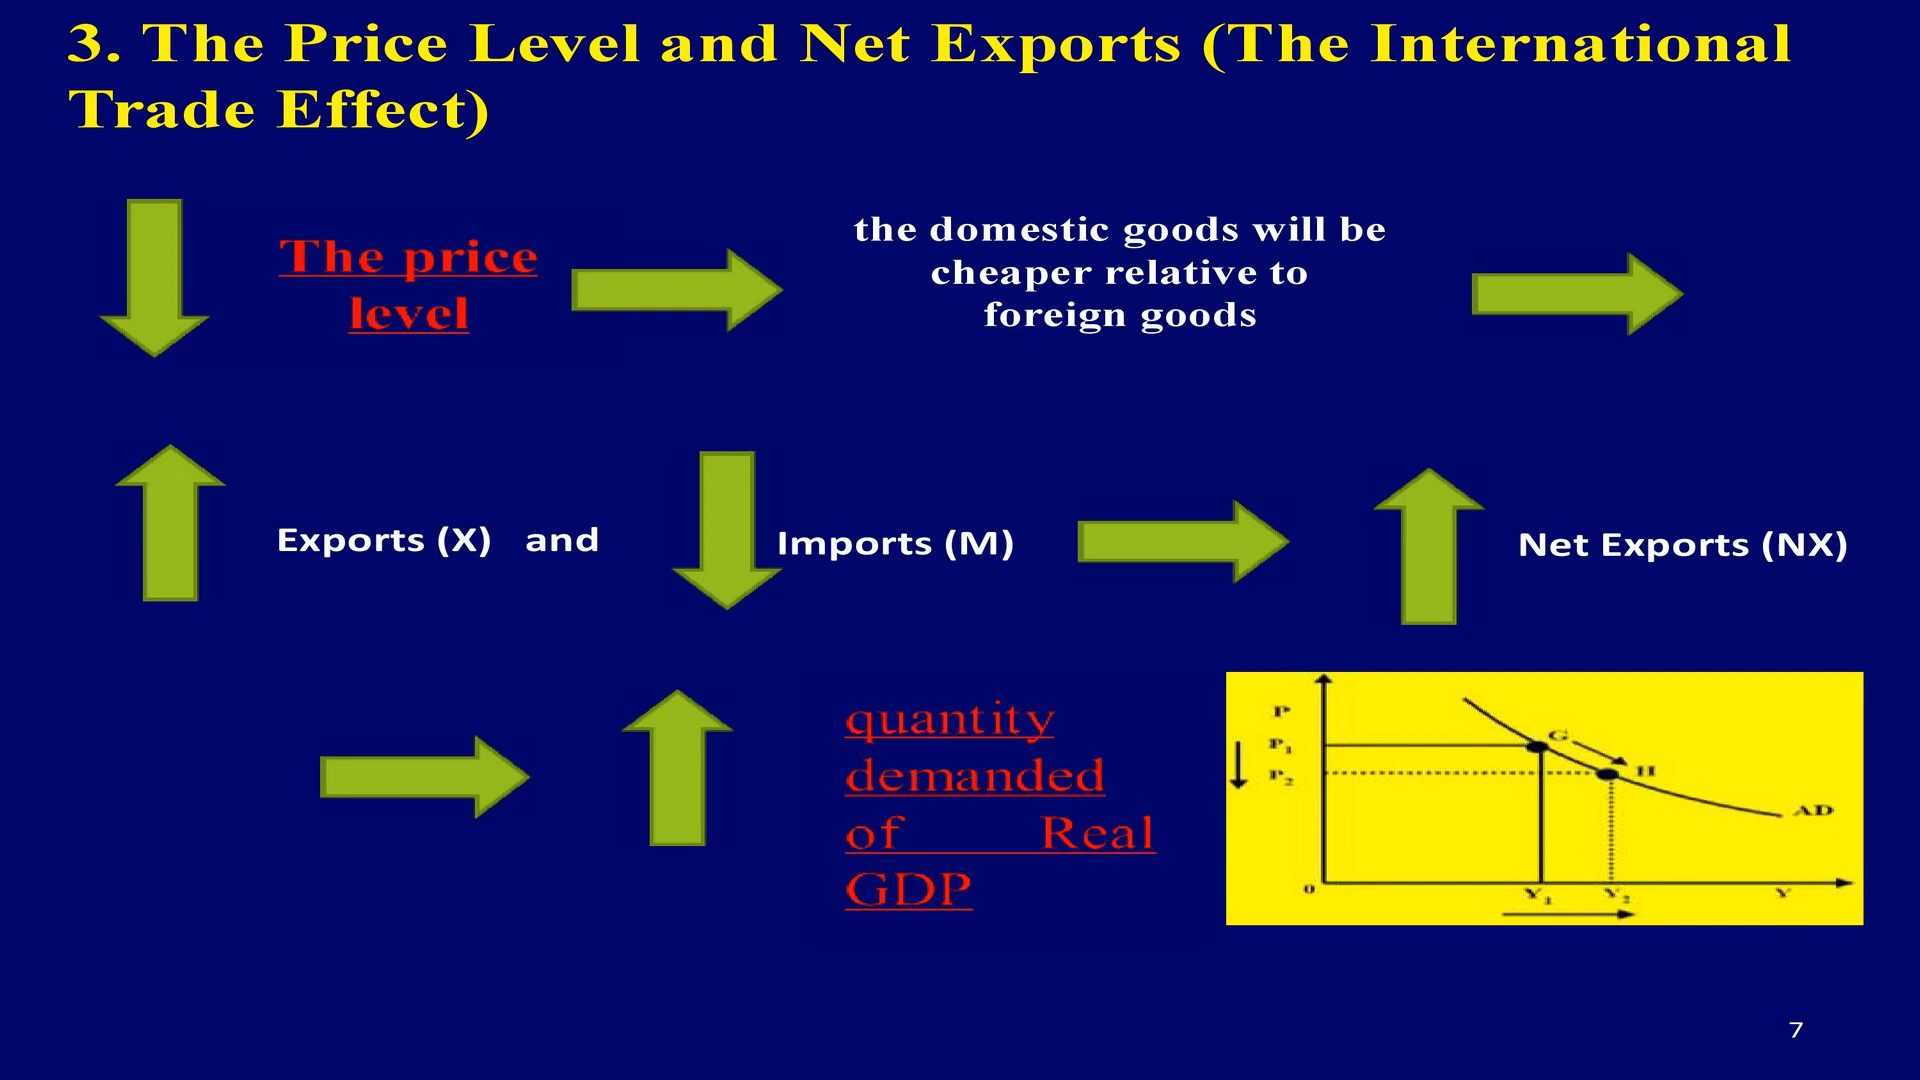 3. The Price Level and Net Exports (The International
Trade Effect)
The price
level
the domestic goods will be
cheaper relative to
foreign goods
Exports (X) and
Imports (M)
Net Exports (NX)
quantity
demanded
of Real
GDP
P
P1
P2
G
H
AD
0
Y1
Y2
Y
7